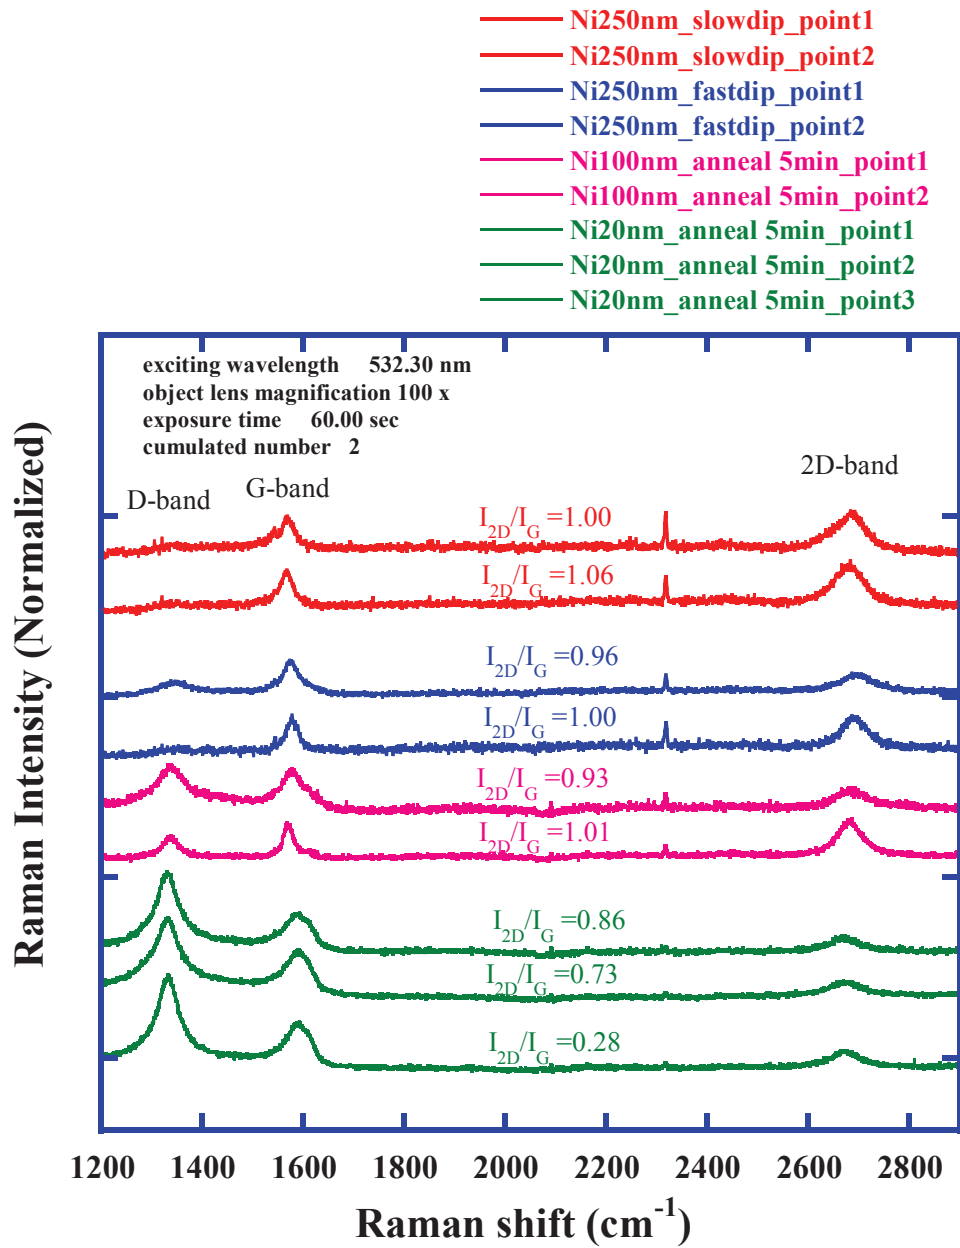 Ni250nm_slowdip_point1
Ni250nm_slowdip_point2
Ni250nm_fastdip_point1
Ni250nm_fastdip_point2
Ni100nm_anneal 5min_point1
Ni100nm_anneal 5min_point2
Ni20nm_anneal 5min_point1
Ni20nm_anneal 5min_point2
Ni20nm_anneal 5min_point3
exciting wavelength 532.30 nm
object lens magnification 100 x
exposure time 60.00 sec
cumulated number 2
D-band
G-band
2D-band
I2D/IG =1.00
I2D/IG =1.06
I2D/IG =0.96
I2D/IG =1.00
I2D/IG =0.93
I2D/IG =1.01
I2D/IG =0.86
I2D/IG =0.73
I2D/IG =0.28
Raman Intensity (Normalized)
1200 1400 1600 1800 2000 2200 2400 2600 2800
Raman shift (cm-1)